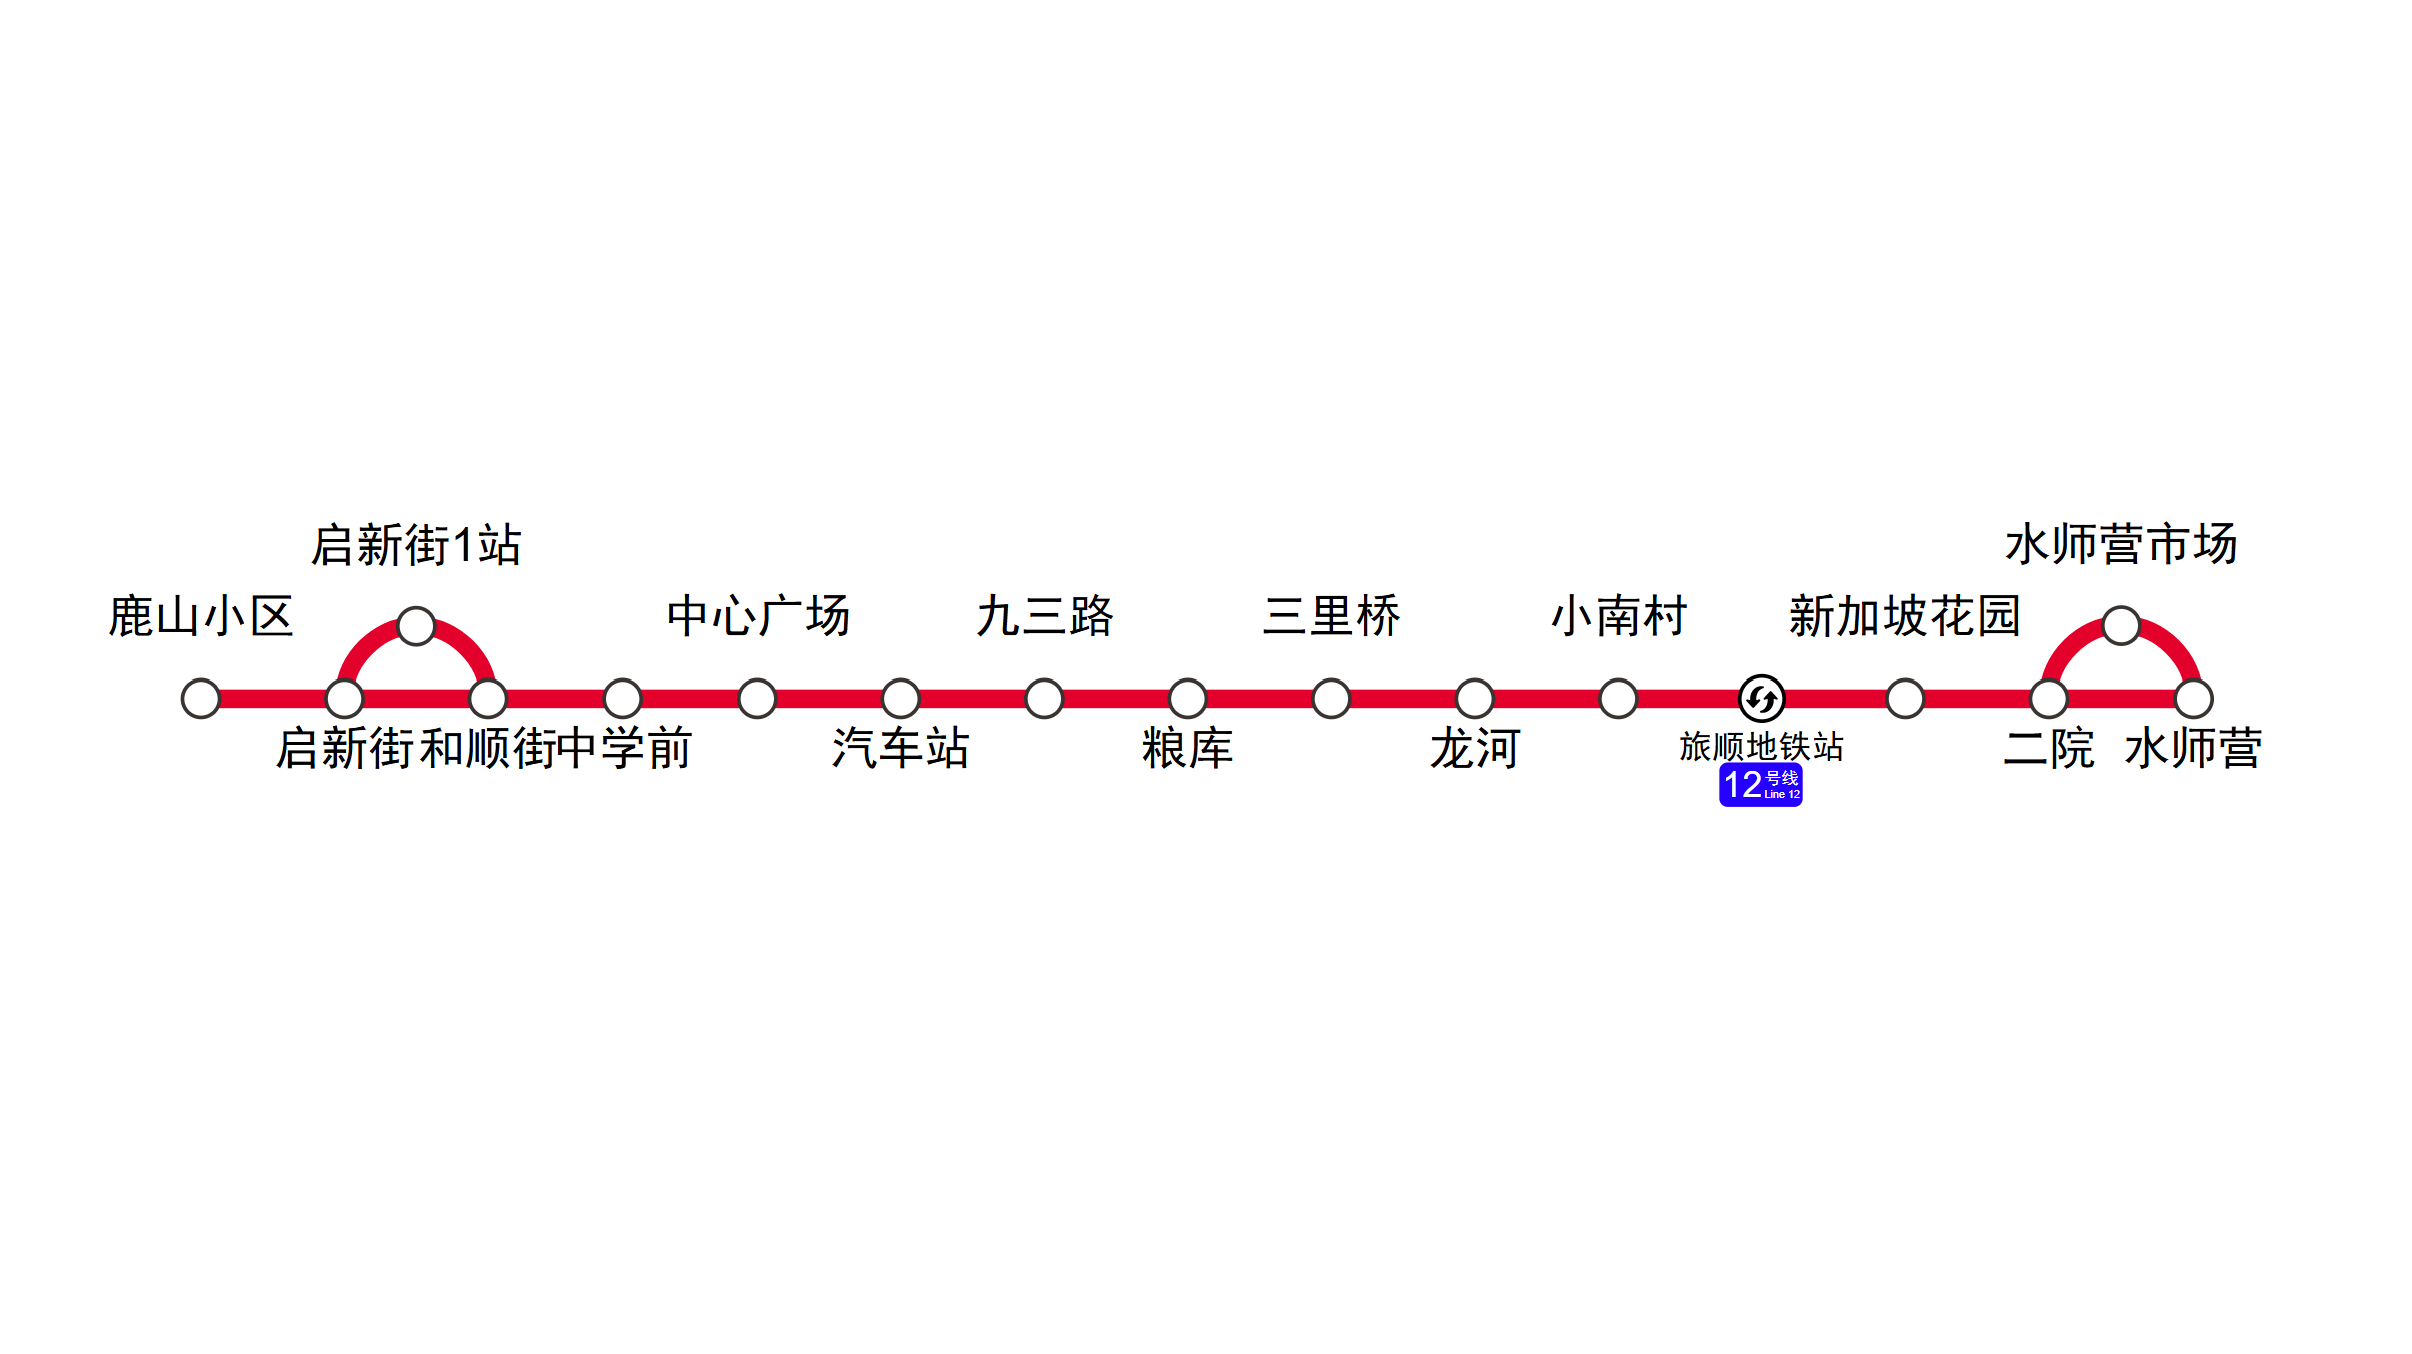 启新街1站
水师营市场
鹿山小区
中心广场
九三路
三里桥
小南村
新加坡花园
启新街
和顺街
中学前
汽车站
粮库
龙河
旅顺地铁站
二院
水师营
12号线
Line 12